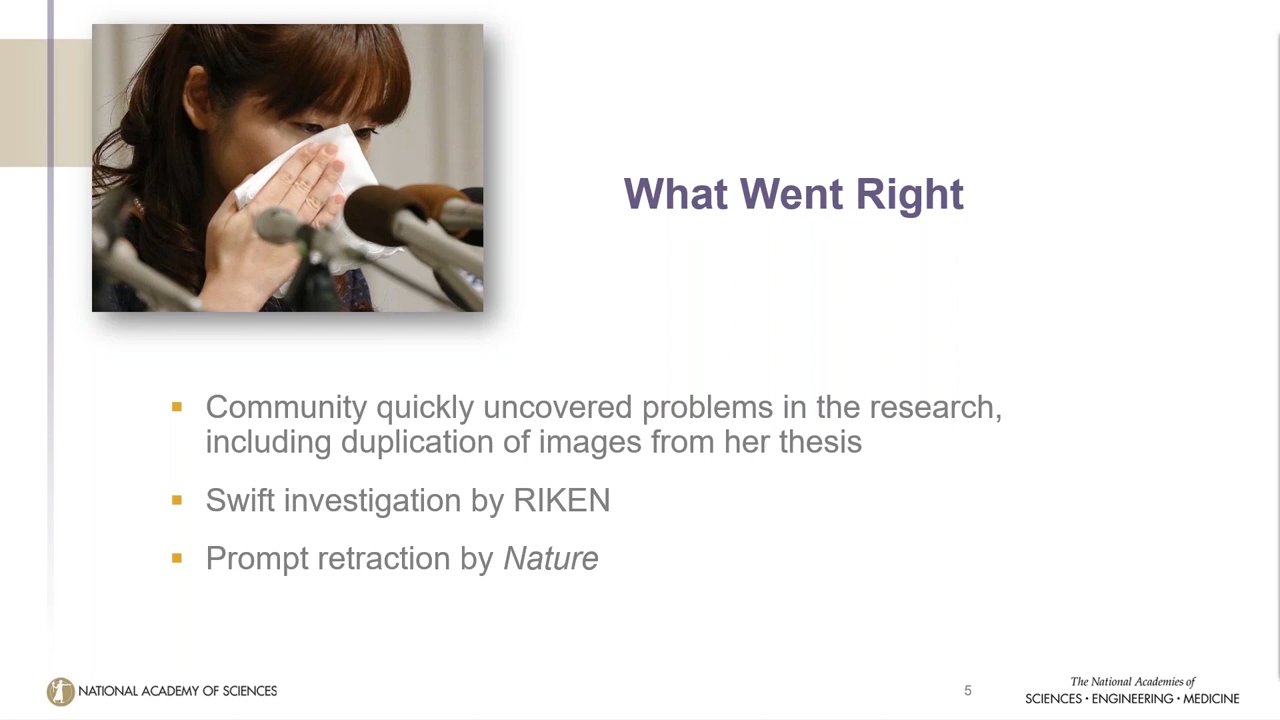 What Went Right
Community quickly uncovered problems in the research,
including duplication of images from her thesis
Swift investigation by RIKEN
Prompt retraction by Nature
NATIONAL ACADEMY OF SCIENCES
5
The National Academies of
SCIENCES · ENGINEERING · MEDICINE